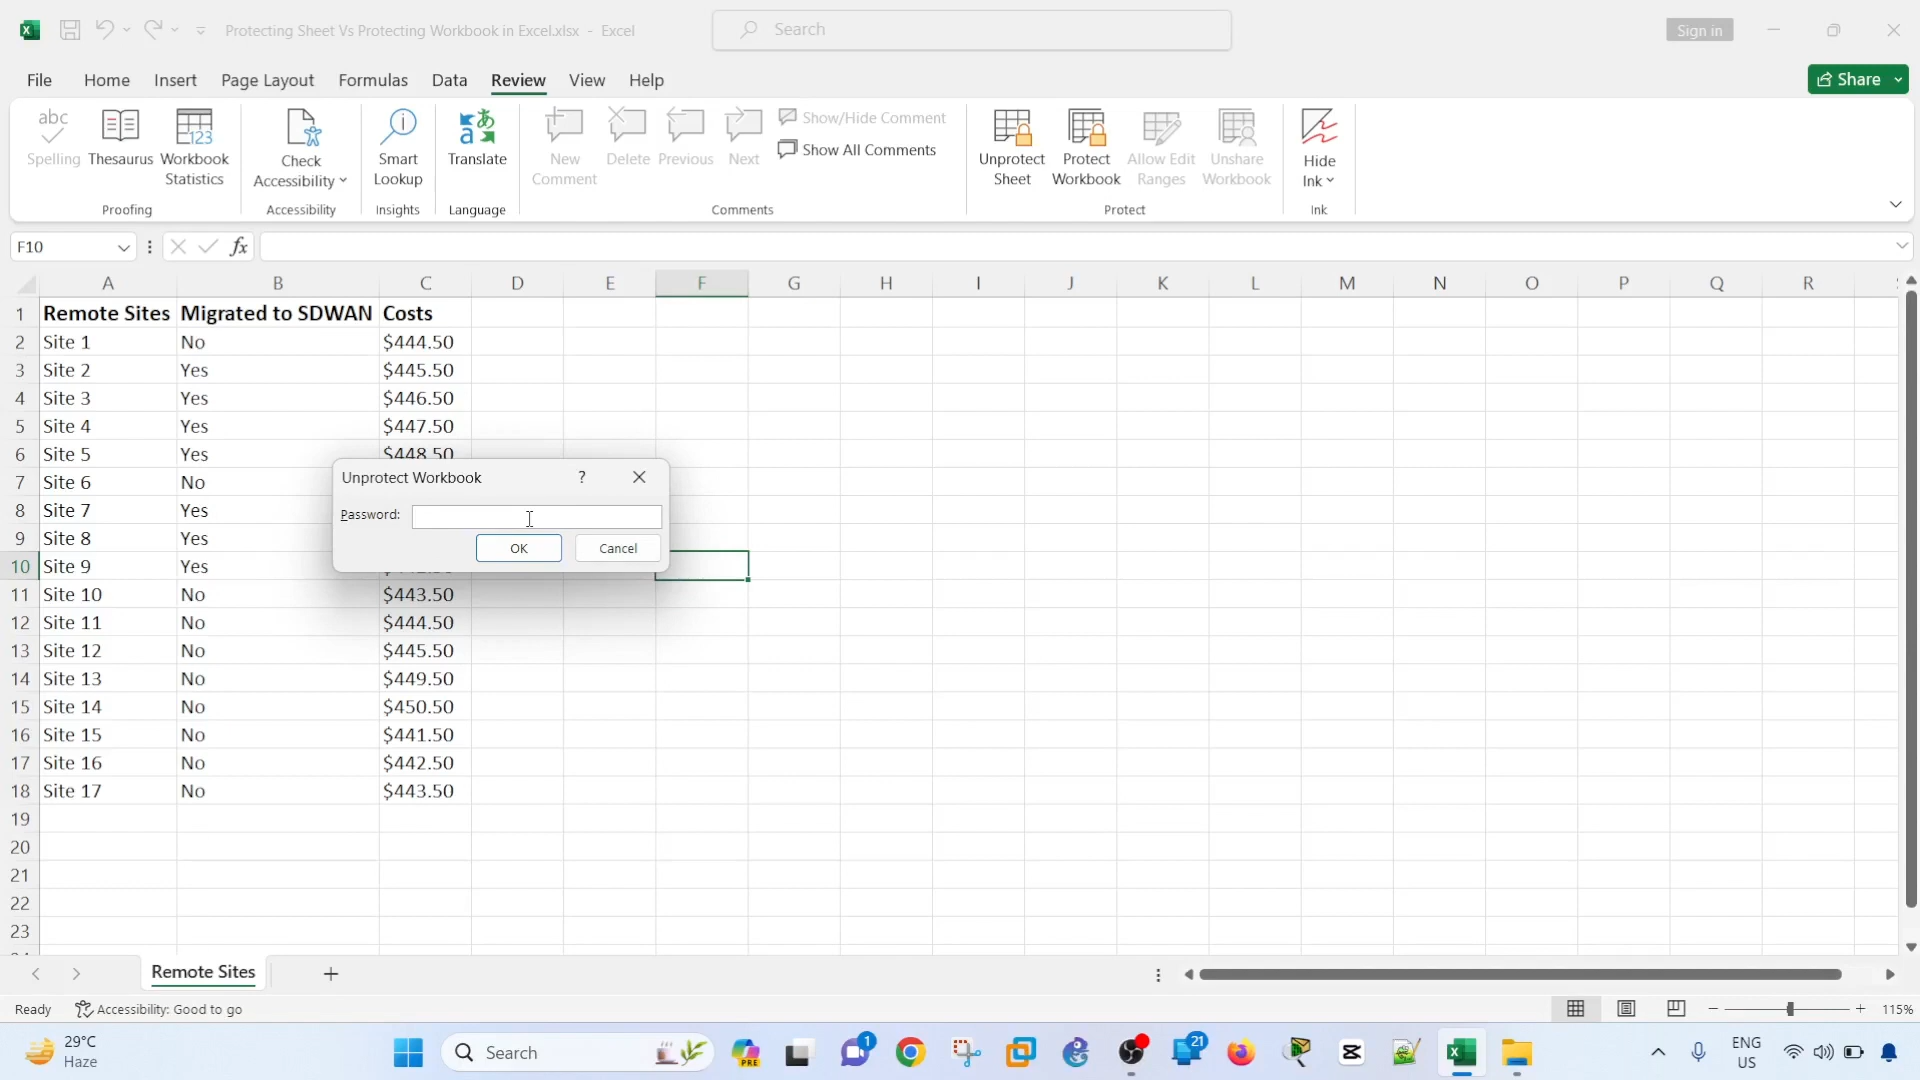 Protecting Sheet Vs Protecting Workbook in Excel.xlsx - Excel
Search
Sign in
File Home Insert Page Layout Formulas Data Review View Help
Share
abc
Spelling
Thesaurus
123
Workbook
Statistics
Proofing
Check
Accessibility
Accessibility
Smart
Lookup
Insights
Translate
Language
New
Comment
Delete
Previous
Next
Show/Hide Comment
Show All Comments
Comments
Unprotect
Sheet
Protect
Workbook
Allow Edit
Ranges
Unshare
Workbook
Protect
Hide
Ink
Ink
F10
fx
A B C D E F G H I J K L M N O P Q R
1 Remote Sites Migrated to SDWAN Costs
2 Site 1 No $444.50
3 Site 2 Yes $445.50
4 Site 3 Yes $446.50
5 Site 4 Yes $447.50
6 Site 5 Yes $448.50
7 Site 6 No
8 Site 7 Yes
9 Site 8 Yes
10 Site 9 Yes
11 Site 10 No $443.50
12 Site 11 No $444.50
13 Site 12 No $445.50
14 Site 13 No $449.50
15 Site 14 No $450.50
16 Site 15 No $441.50
17 Site 16 No $442.50
18 Site 17 No $443.50
19
20
21
22
23
Unprotect Workbook ?
Password:
OK Cancel
Remote Sites
Ready Accessibility: Good to go
115%
29°C
Haze
Search
PRE
1
21
ENG
US